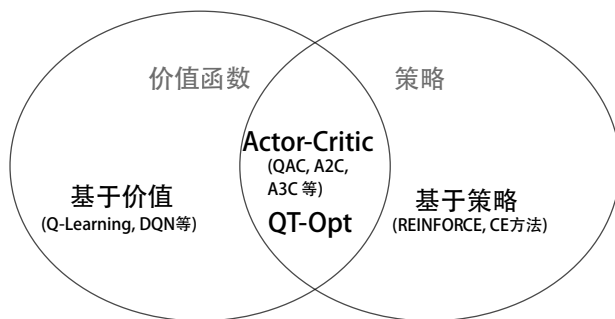 价值函数
策略
Actor-Critic
(QAC, A2C,
A3C 等)
QT-Opt
基于价值
(Q-Learning, DQN等)
基于策略
(REINFORCE, CE方法)